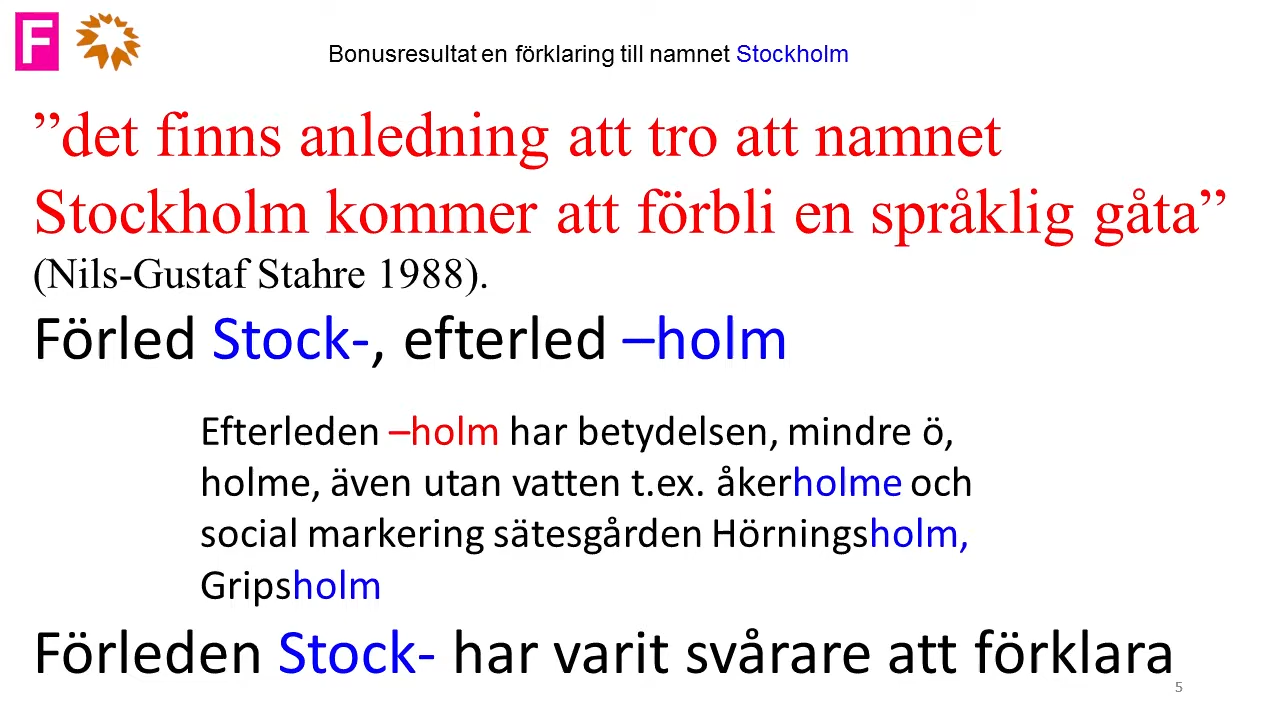 F
Bonusresultat en förklaring till namnet Stockholm
”det finns anledning att tro att namnet
Stockholm kommer att förbli en språklig gåta”
(Nils-Gustaf Stahre 1988).
Förled Stock-, efterled –holm
Efterleden –holm har betydelsen, mindre ö,
holme, även utan vatten t.ex. åkerholme och
social markering sätesgården Hörningsholm,
Gripsholm
Förleden Stock- har varit svårare att förklara
5